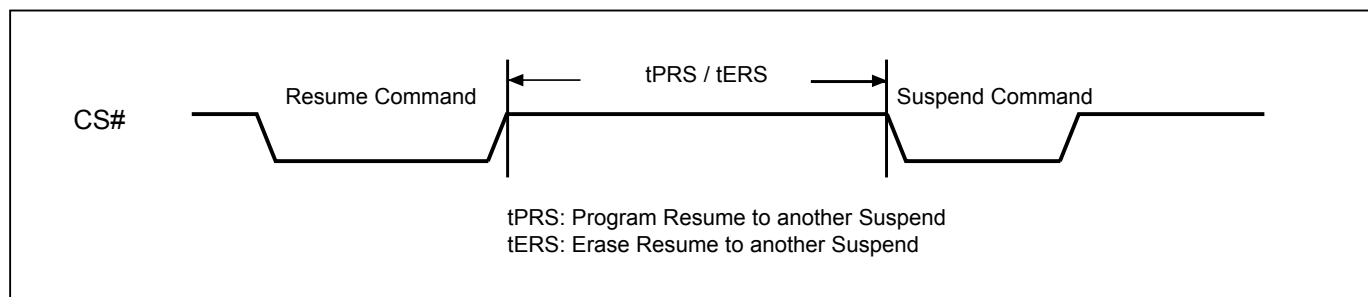 tPRS / tERS
Resume Command
Suspend Command
CS#
tPRS: Program Resume to another Suspend
tERS: Erase Resume to another Suspend